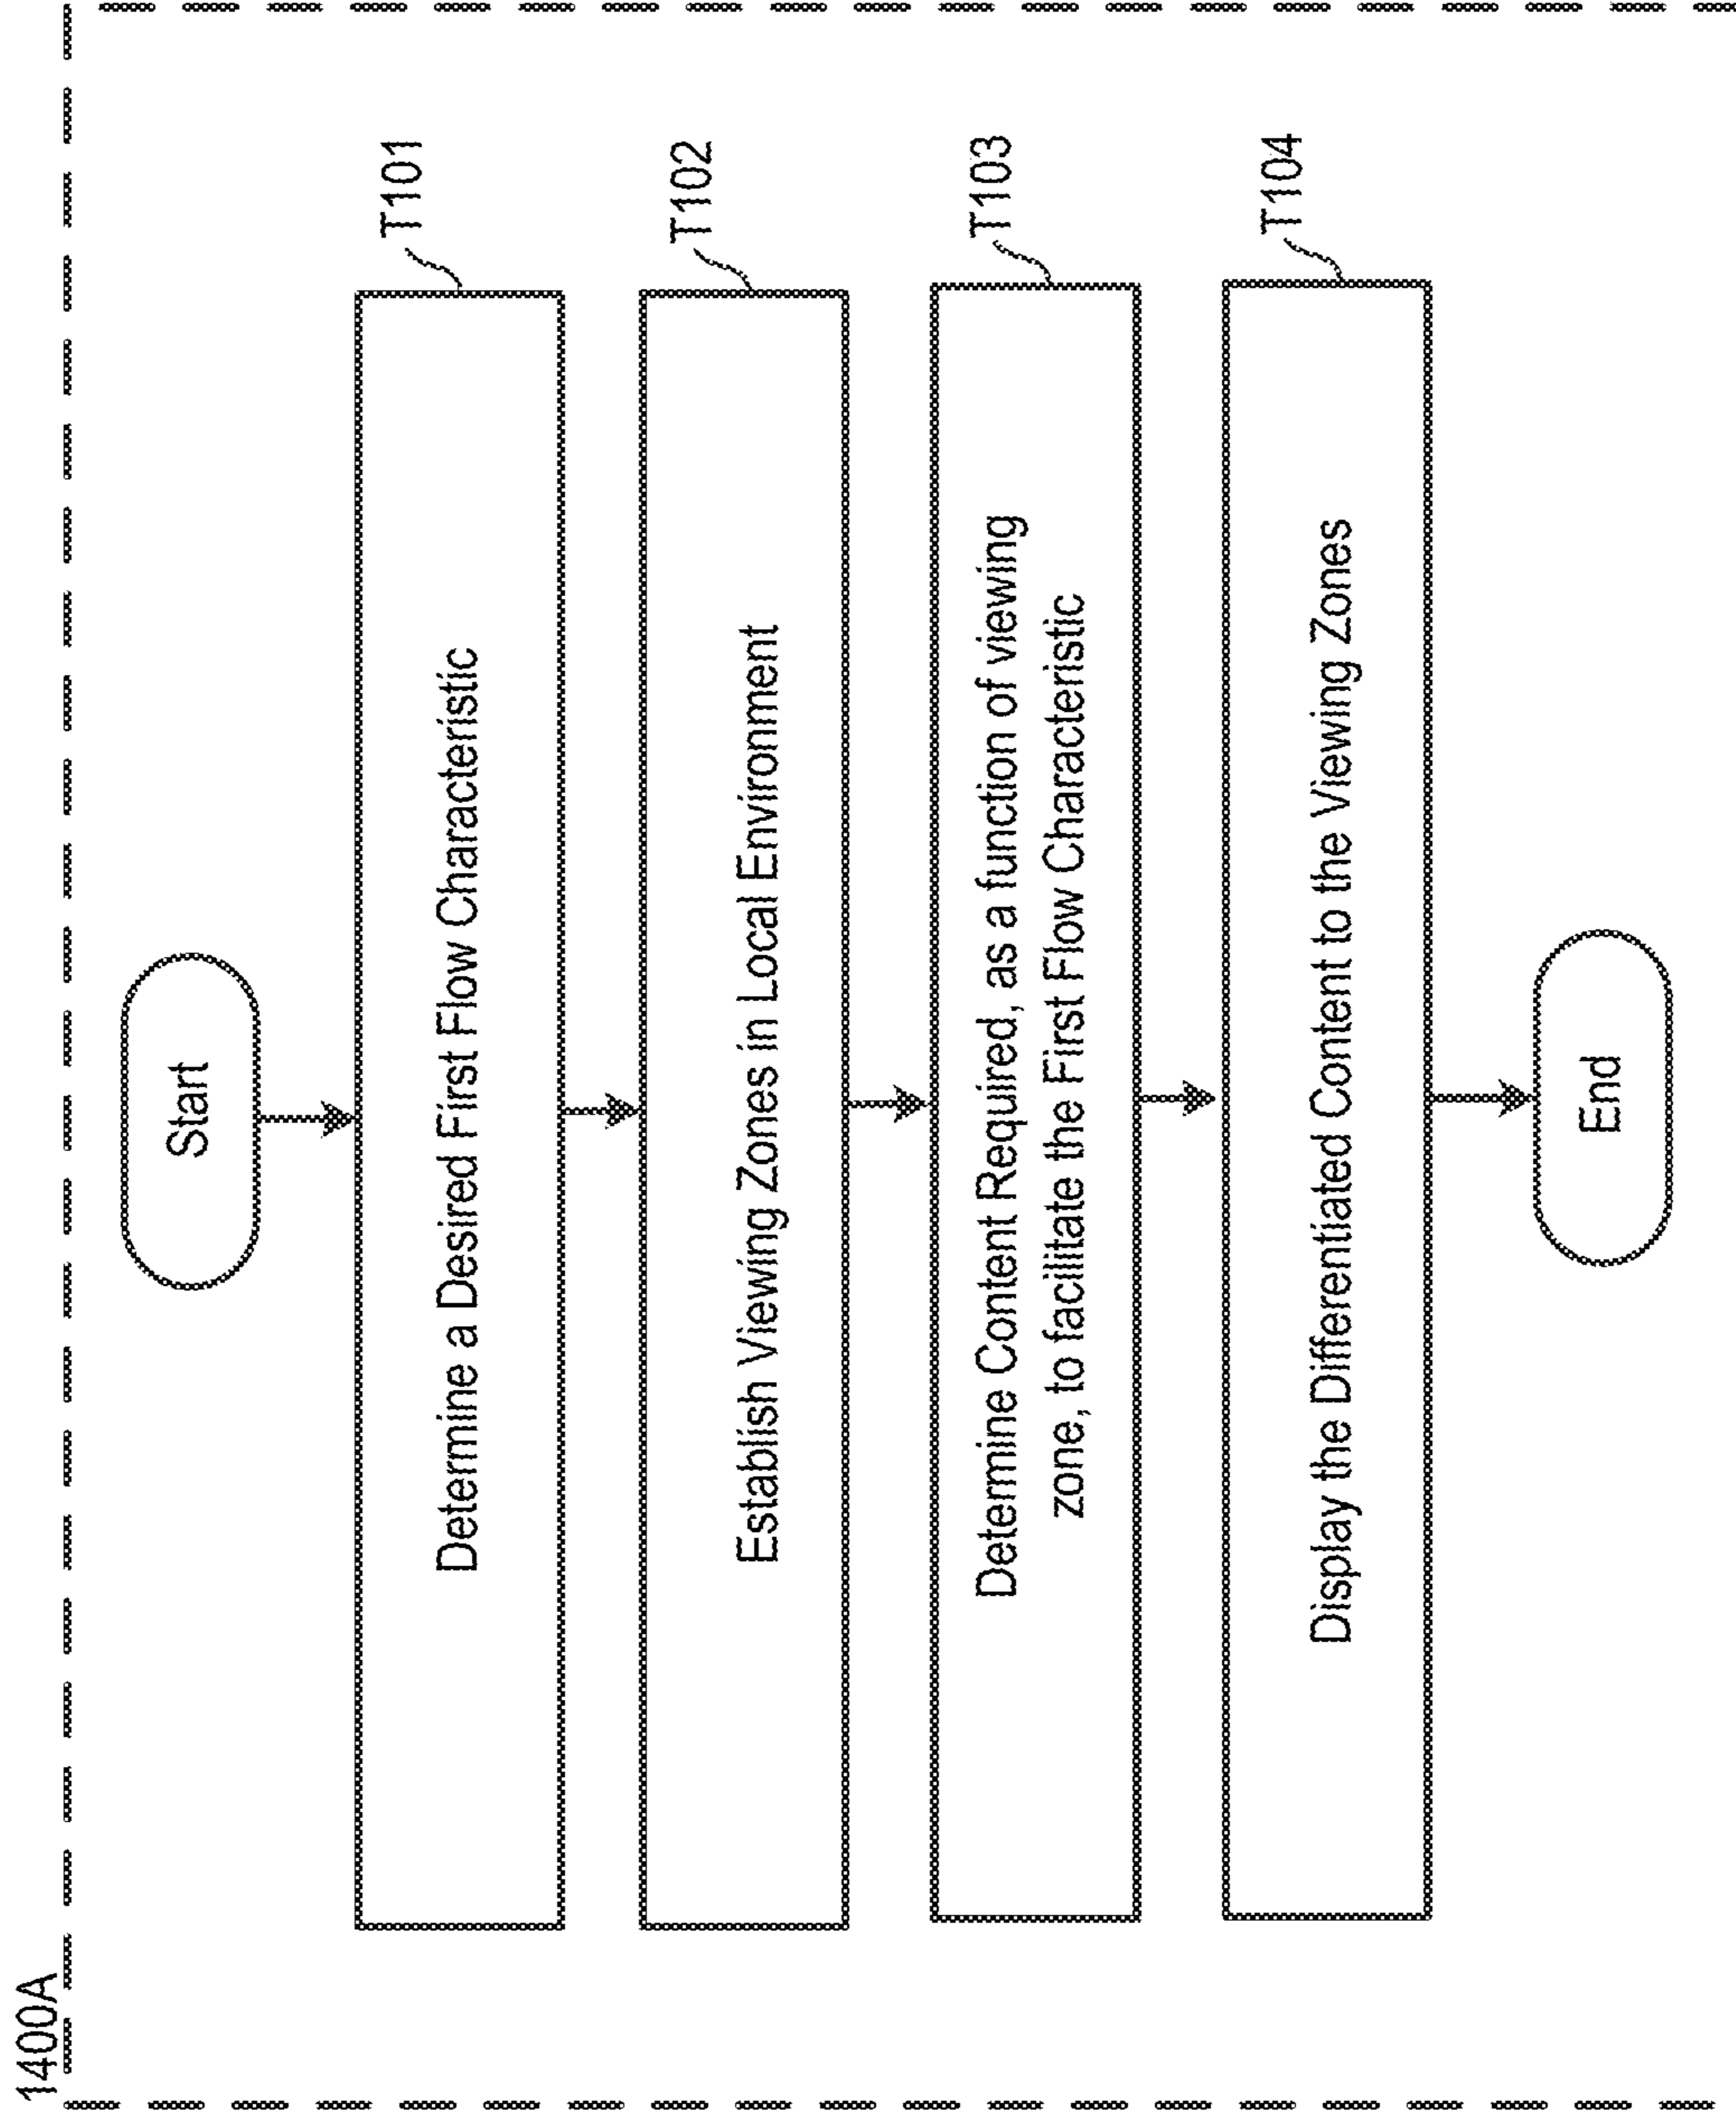 1400A
Start
Determine a Desired First Flow Characteristic
T101
Establish Viewing Zones in Local Environment
T102
Determine Content Required, as a function of viewing
zone, to facilitate the First Flow Characteristic
T103
Display the Differentiated Content to the Viewing Zones
T104
End